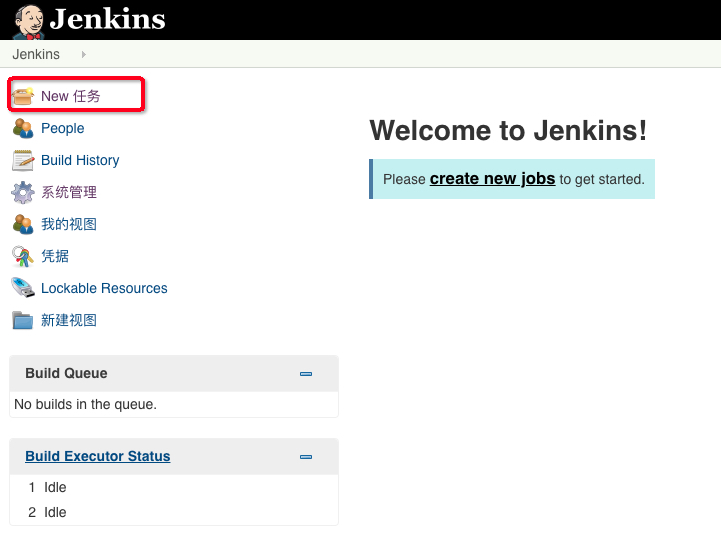 Jenkins
Jenkins
New 任务
People
Build History
系统管理
我的视图
凭据
Lockable Resources
新建视图
Welcome to Jenkins!
Please create new jobs to get started.
Build Queue
No builds in the queue.
Build Executor Status
1 Idle
2 Idle